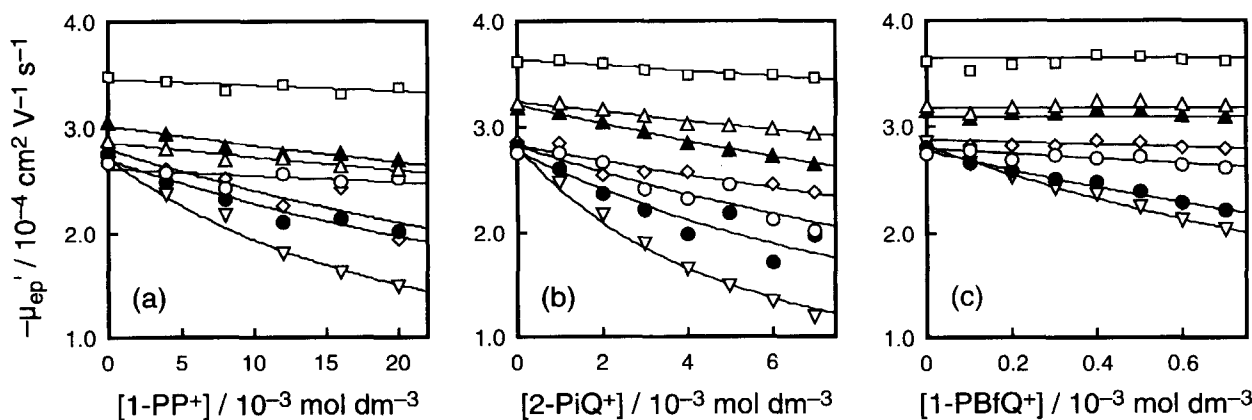 −μep' / 10⁻⁴ cm² V⁻¹ s⁻¹
4.0
3.0
2.0
1.0
(a)
0 5 10 15 20
[1-PP⁺] / 10⁻³ mol dm⁻³
4.0
3.0
2.0
1.0
(b)
0 2 4 6
[2-PiQ⁺] / 10⁻³ mol dm⁻³
4.0
3.0
2.0
1.0
(c)
0 0.2 0.4 0.6
[1-PBfQ⁺] / 10⁻³ mol dm⁻³